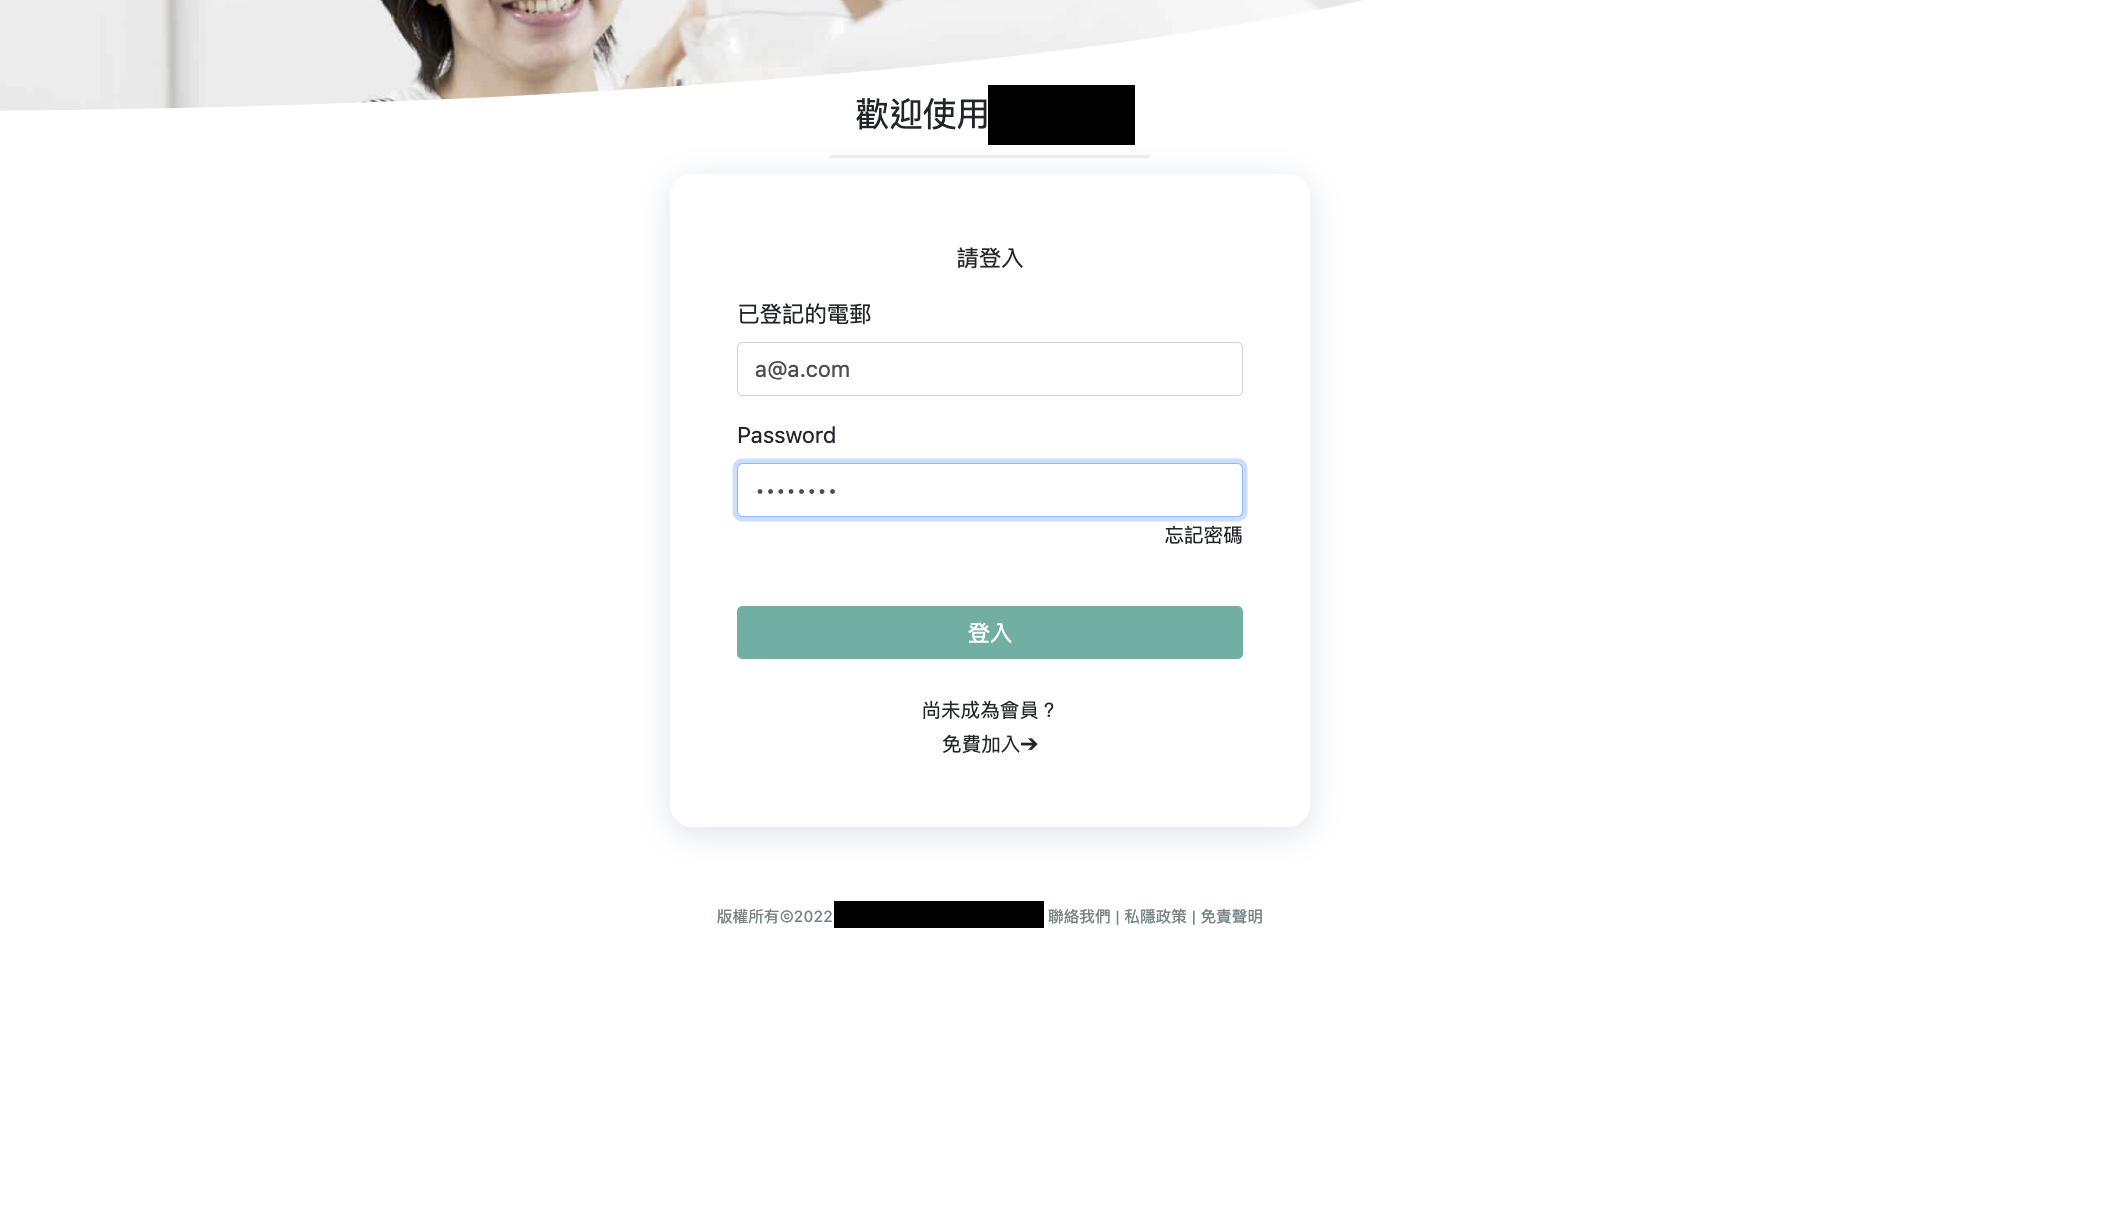 歡迎使用
請登入
已登記的電郵
a@a.com
Password
••••••••
忘記密碼
登入
尚未成為會員？
免費加入➔
版權所有©2022 聯絡我們 | 私隱政策 | 免責聲明